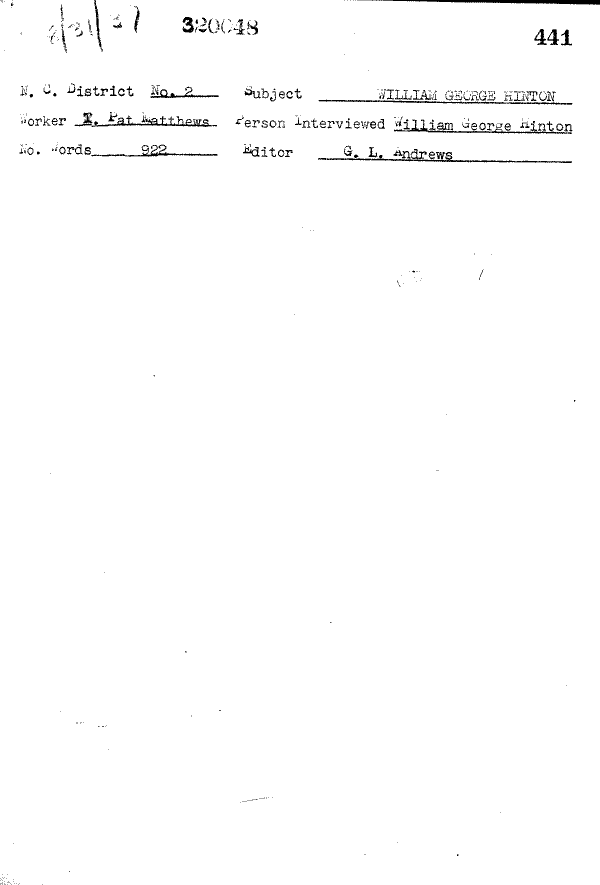 8/31/37 320048 441
N. C. District No. 2 Subject WILLIAM GEORGE HINTON
Worker T. Pat Matthews Person Interviewed William George Hinton
No. Words 922 Editor G. L. Andrews